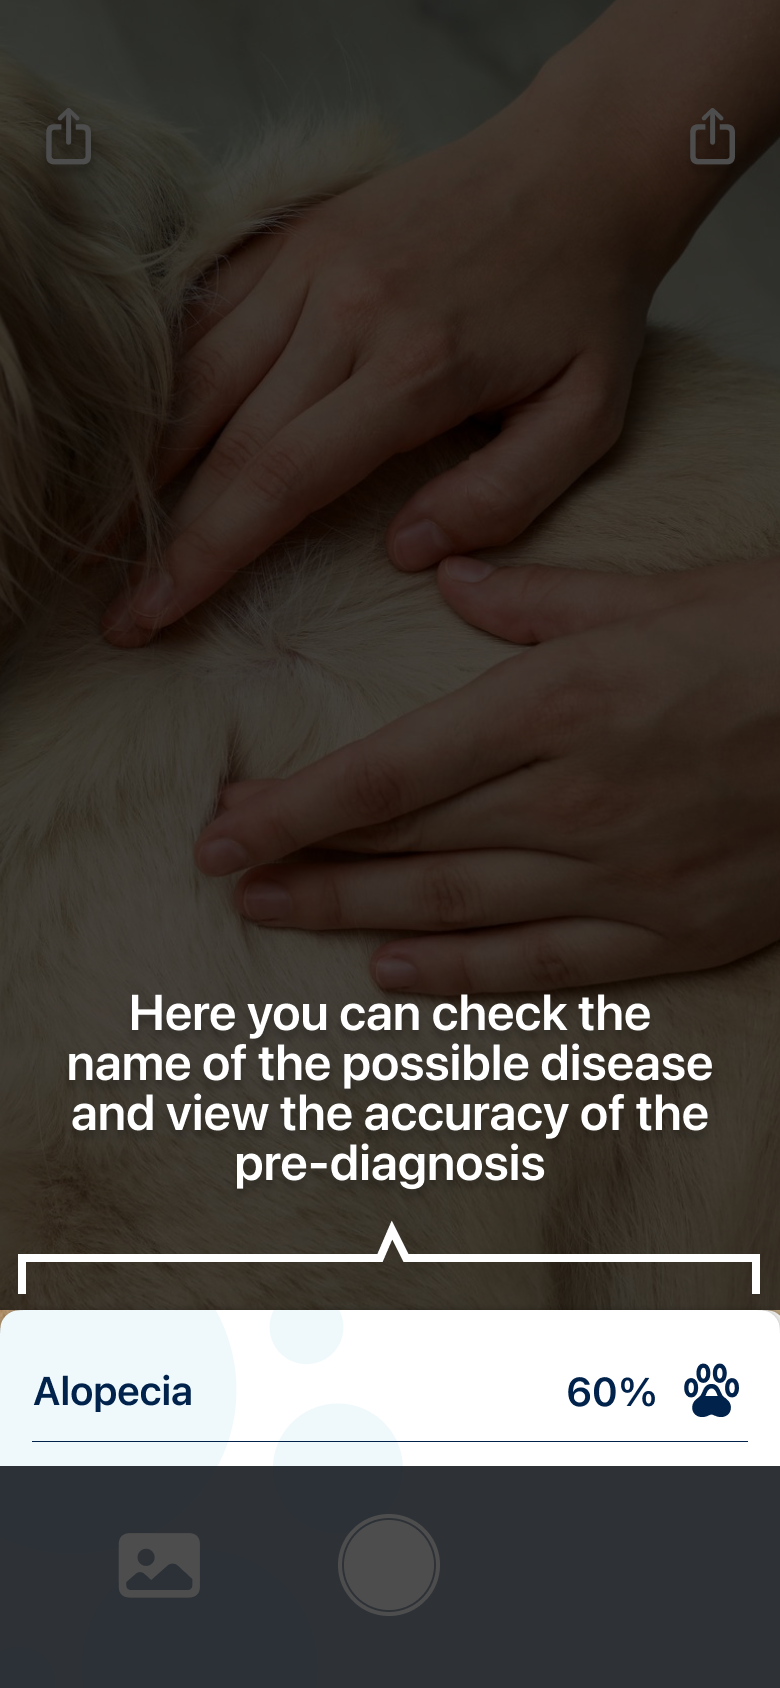 Here you can check the
name of the possible disease
and view the accuracy of the
pre-diagnosis
Alopecia 60%